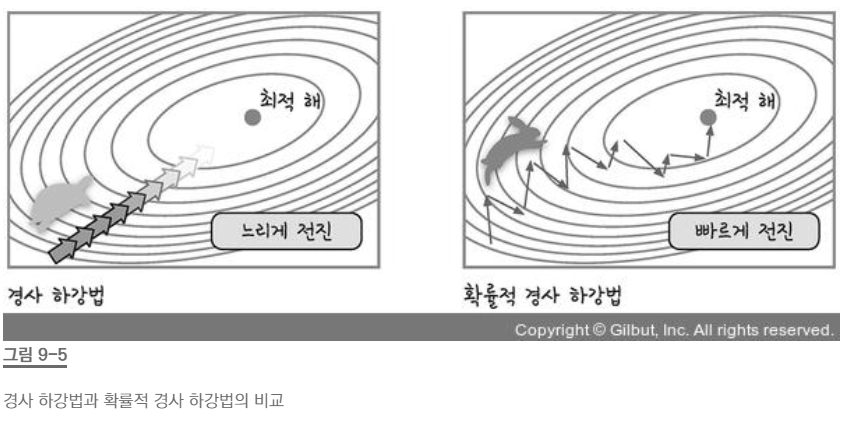 최적 해
느리게 전진
경사 하강법
최적 해
빠르게 전진
확률적 경사 하강법
Copyright © Gilbut, Inc. All rights reserved.
그림 9-5
경사 하강법과 확률적 경사 하강법의 비교